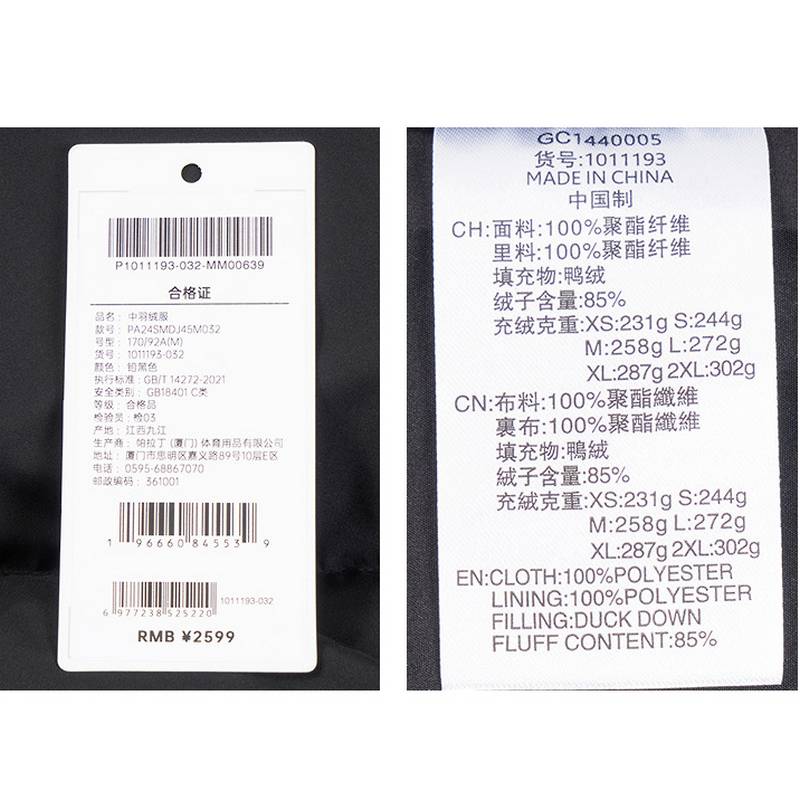 P1011193-032-MM00639
合格证
品名: 中羽绒服
款号: PA24SMDJ45M032
号型: 170/92A(M)
货号: 1011193-032
颜色: 铅黑色
执行标准: GB/T 14272-2021
安全类别: GB18401 C类
等级: 合格品
检验员: 检03
产地: 江西九江
生产商: 帕拉丁 (厦门) 体育用品有限公司
地址: 厦门市思明区嘉义路89号10层E区
电话: 0595-68867070
邮政编码: 361001
1 96660 84553 9
1011193-032
6 977238 525220
RMB ¥2599
GC1440005
货号:1011193
MADE IN CHINA
中国制
CH:面料:100%聚酯纤维
里料:100%聚酯纤维
填充物:鸭绒
绒子含量:85%
充绒克重:XS:231g S:244g
M:258g L:272g
XL:287g 2XL:302g
CN:布料:100%聚酯纖維
裏布:100%聚酯纖維
填充物:鴨絨
絨子含量:85%
充絨克重:XS:231g S:244g
M:258g L:272g
XL:287g 2XL:302g
EN:CLOTH:100%POLYESTER
LINING:100%POLYESTER
FILLING:DUCK DOWN
FLUFF CONTENT:85%